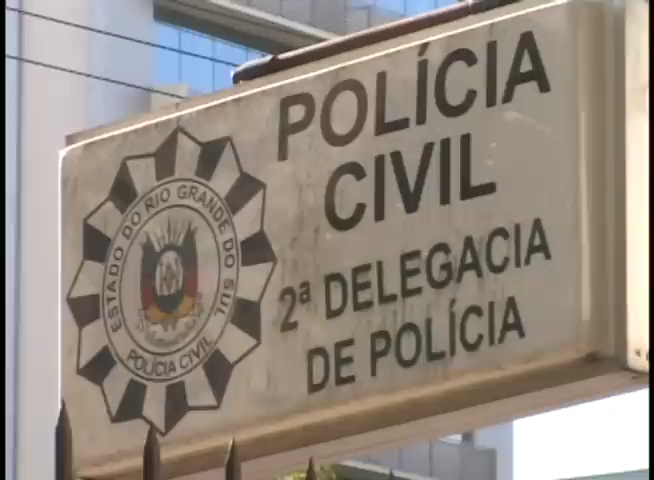 POLÍCIA
CIVIL
2ª DELEGACIA
DE POLÍCIA
ESTADO DO RIO GRANDE DO SUL
POLÍCIA CIVIL